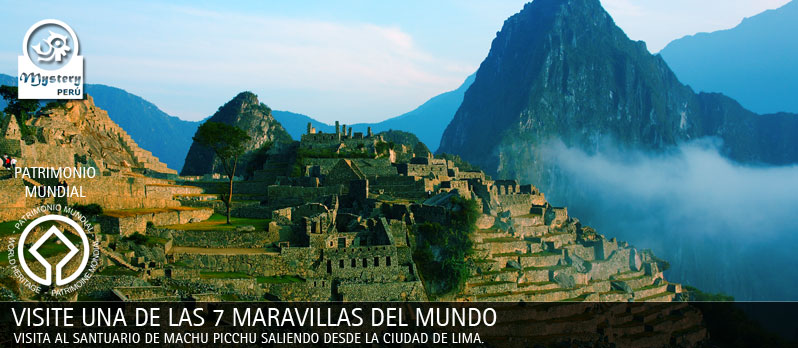 Mystery
PERÚ
PATRIMONIO
MUNDIAL
PATRIMONIO MUNDIAL • WORLD HERITAGE • PATRIMOINE MONDIAL •
VISITE UNA DE LAS 7 MARAVILLAS DEL MUNDO
VISITA AL SANTUARIO DE MACHU PICCHU SALIENDO DESDE LA CIUDAD DE LIMA.